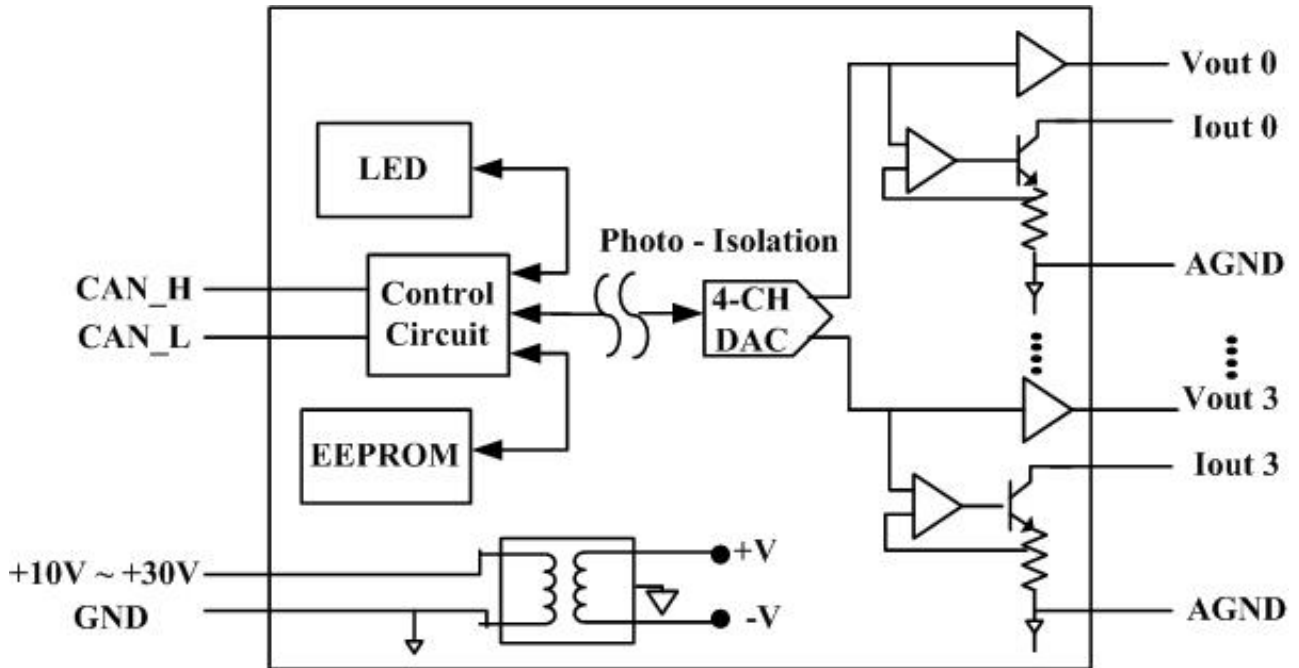 Vout 0
Iout 0
LED
Photo - Isolation
AGND
CAN_H
Control
Circuit
4-CH
DAC
CAN_L
Vout 3
EEPROM
Iout 3
+10V ~ +30V
+V
GND
-V
AGND